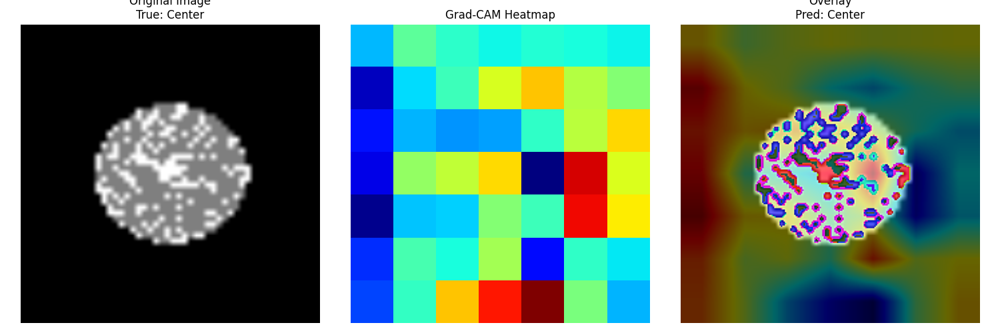 Original Image
True: Center
Grad-CAM Heatmap
Overlay
Pred: Center